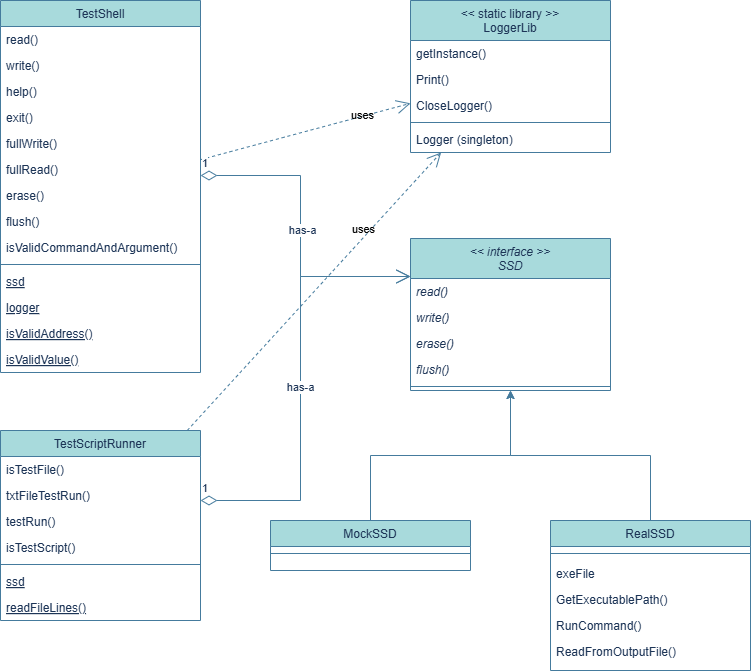 TestShell
read()
write()
help()
exit()
fullWrite()
fullRead()
erase()
flush()
isValidCommandAndArgument()
ssd
logger
isValidAddress()
isValidValue()
<< static library >>
LoggerLib
getInstance()
Print()
CloseLogger()
Logger (singleton)
uses
1
has-a
uses
<< interface >>
SSD
read()
write()
erase()
flush()
has-a
TestScriptRunner
isTestFile()
txtFileTestRun()
testRun()
isTestScript()
ssd
readFileLines()
1
MockSSD
RealSSD
exeFile
GetExecutablePath()
RunCommand()
ReadFromOutputFile()